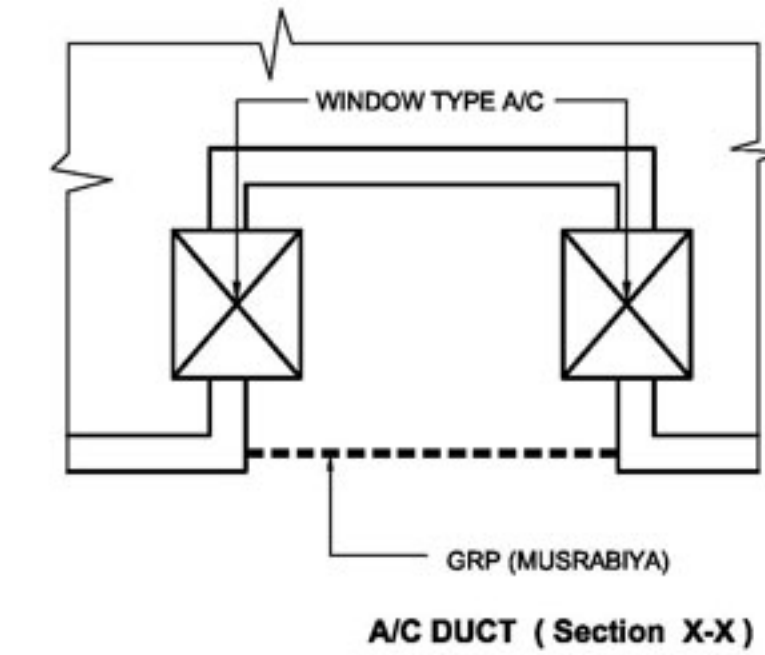 WINDOW TYPE A/C
GRP (MUSRABIYA)
A/C DUCT ( Section X-X )